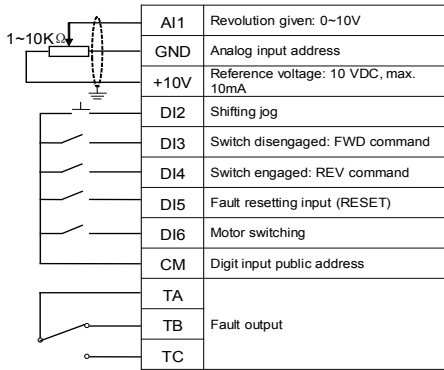 1~10KΩ
AI1 Revolution given: 0~10V
GND Analog input address
+10V Reference voltage: 10 VDC, max.
10mA
DI2 Shifting jog
DI3 Switch disengaged: FWD command
DI4 Switch engaged: REV command
DI5 Fault resetting input (RESET)
DI6 Motor switching
CM Digit input public address
TA
TB Fault output
TC